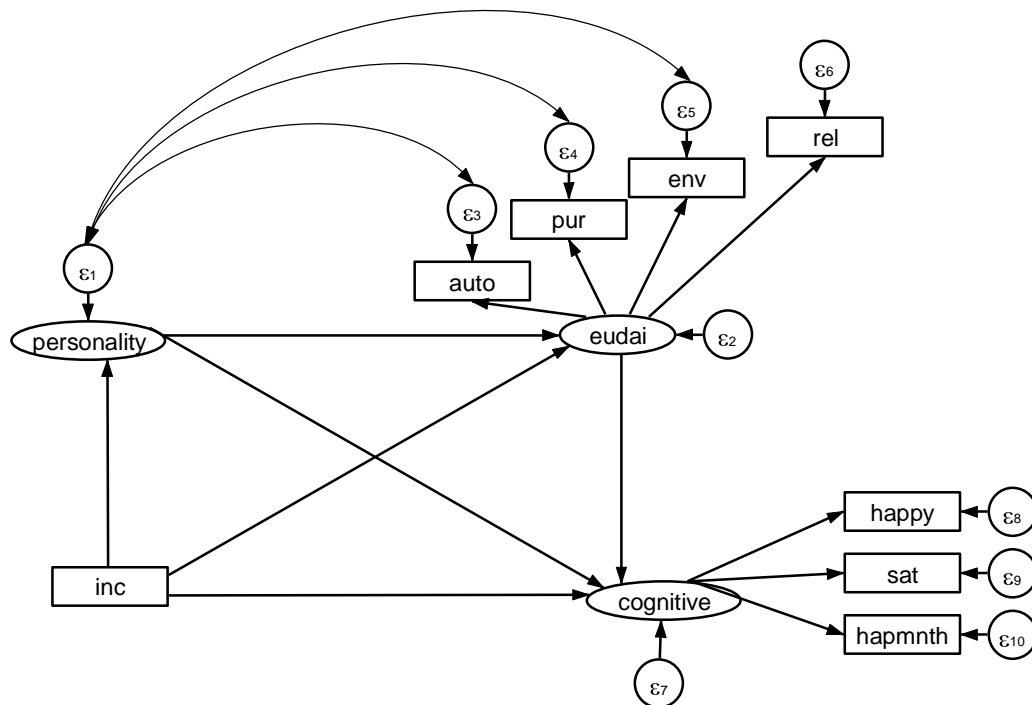 ε6
ε5
rel
ε4
env
ε3
pur
ε1
auto
personality
eudai
ε2
happy
ε8
inc
sat
ε9
cognitive
hapmnth
ε10
ε7